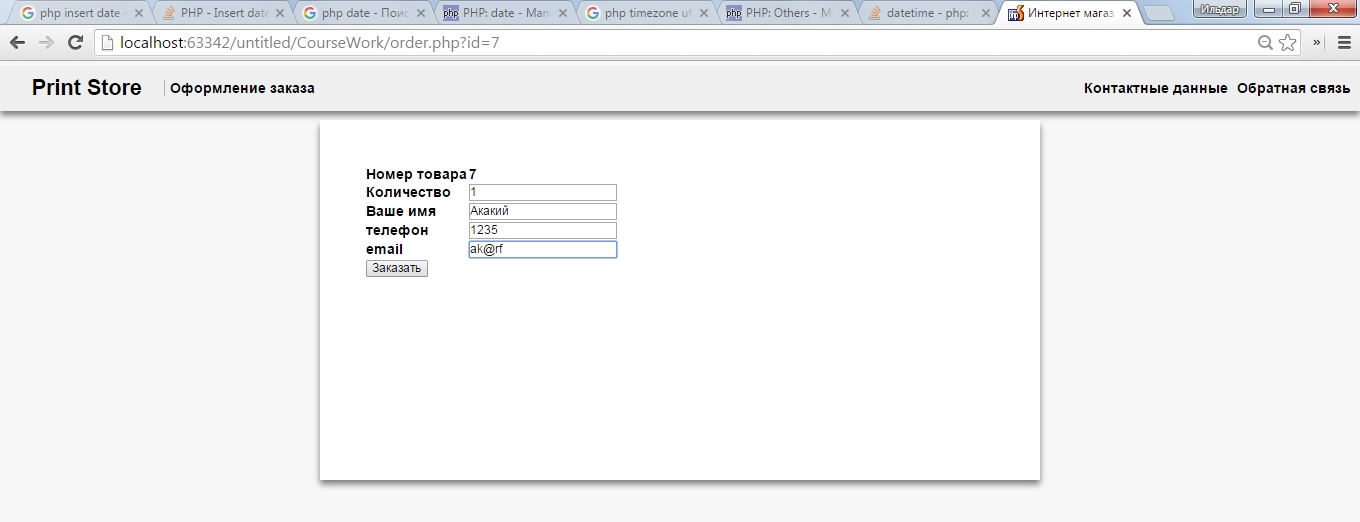 php insert date -
PHP - Insert date
php date - Поис
PHP: date - Man
php timezone ut
PHP: Others - M
datetime - php:
Интернет магаз
Ильдар
localhost:63342/untitled/CourseWork/order.php?id=7
Print Store
Оформление заказа
Контактные данные
Обратная связь
Номер товара 7
Количество 1
Ваше имя Акакий
телефон 1235
email ak@rf
Заказать